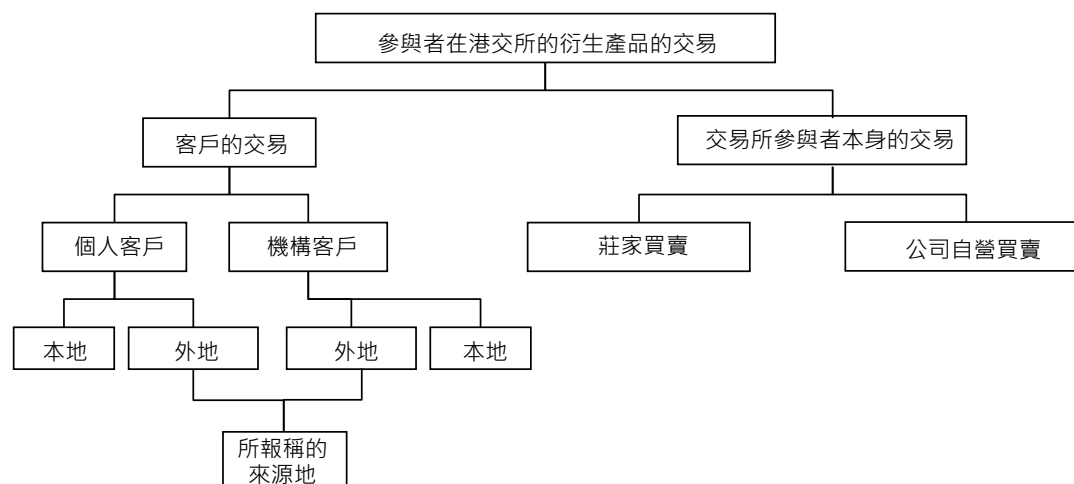 參與者在港交所的衍生產品的交易
客戶的交易
交易所參與者本身的交易
個人客戶
機構客戶
莊家買賣
公司自營買賣
本地
外地
外地
本地
所報稱的
來源地